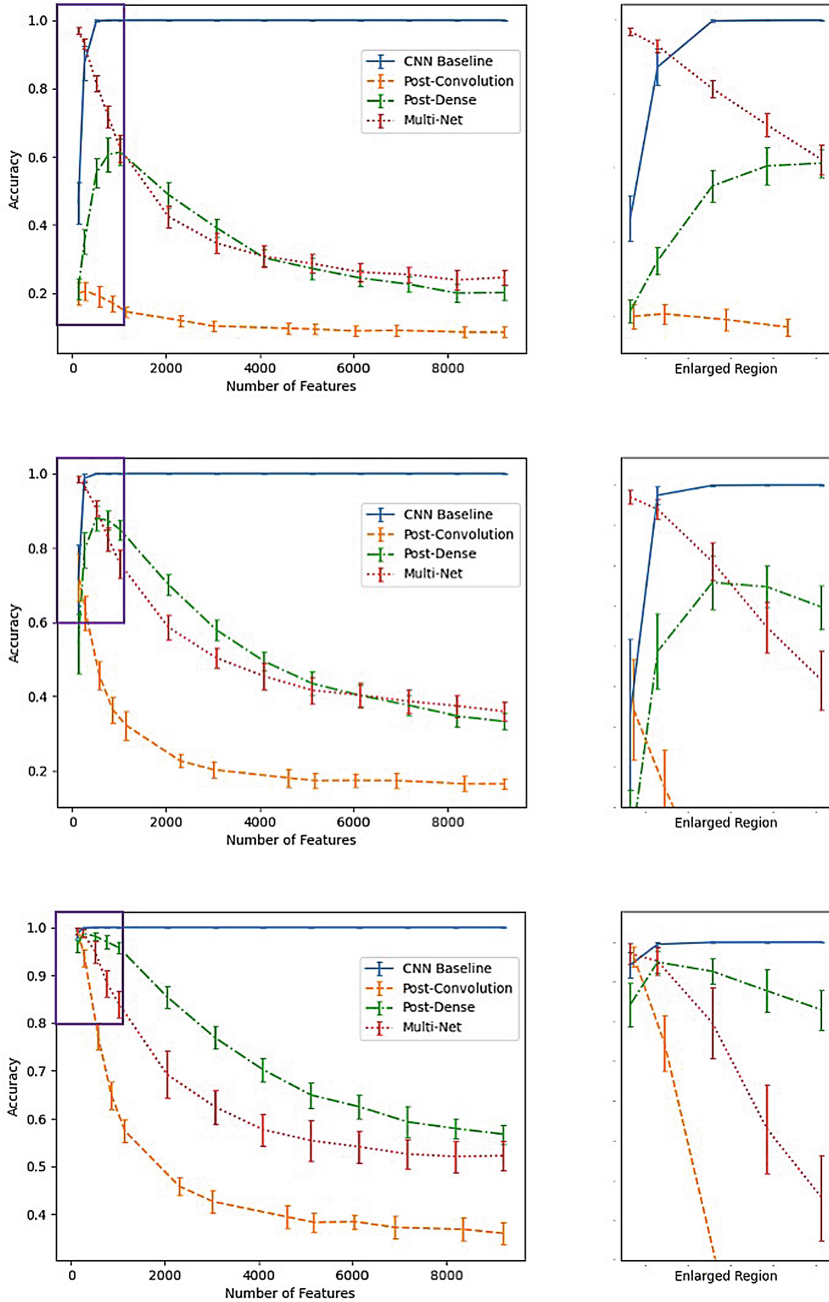 1.0
0.8
0.6
0.4
0.2
Accuracy
CNN Baseline
Post-Convolution
Post-Dense
Multi-Net
0 2000 4000 6000 8000
Number of Features
Enlarged Region
1.0
0.8
0.6
0.4
0.2
Accuracy
CNN Baseline
Post-Convolution
Post-Dense
Multi-Net
0 2000 4000 6000 8000
Number of Features
Enlarged Region
1.0
0.9
0.8
0.7
0.6
0.5
0.4
Accuracy
CNN Baseline
Post-Convolution
Post-Dense
Multi-Net
0 2000 4000 6000 8000
Number of Features
Enlarged Region